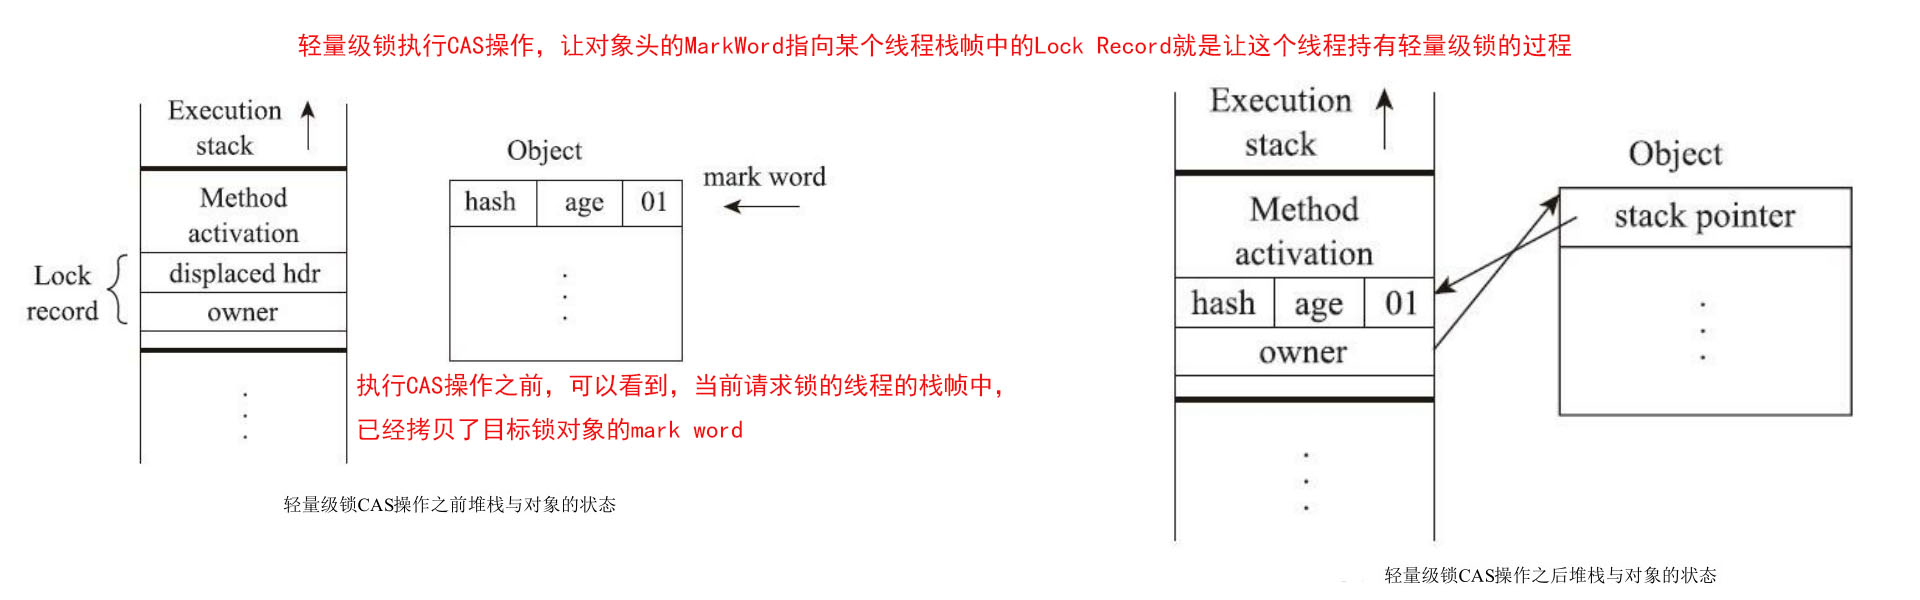 轻量级锁执行CAS操作，让对象头的MarkWord指向某个线程栈帧中的Lock Record就是让这个线程持有轻量级锁的过程
Execution
stack
Method
activation
Lock
record
displaced hdr
owner
Object
hash age 01
mark word
执行CAS操作之前，可以看到，当前请求锁的线程的栈帧中，
已经拷贝了目标锁对象的mark word
轻量级锁CAS操作之前堆栈与对象的状态
Execution
stack
Method
activation
hash age 01
owner
Object
stack pointer
轻量级锁CAS操作之后堆栈与对象的状态